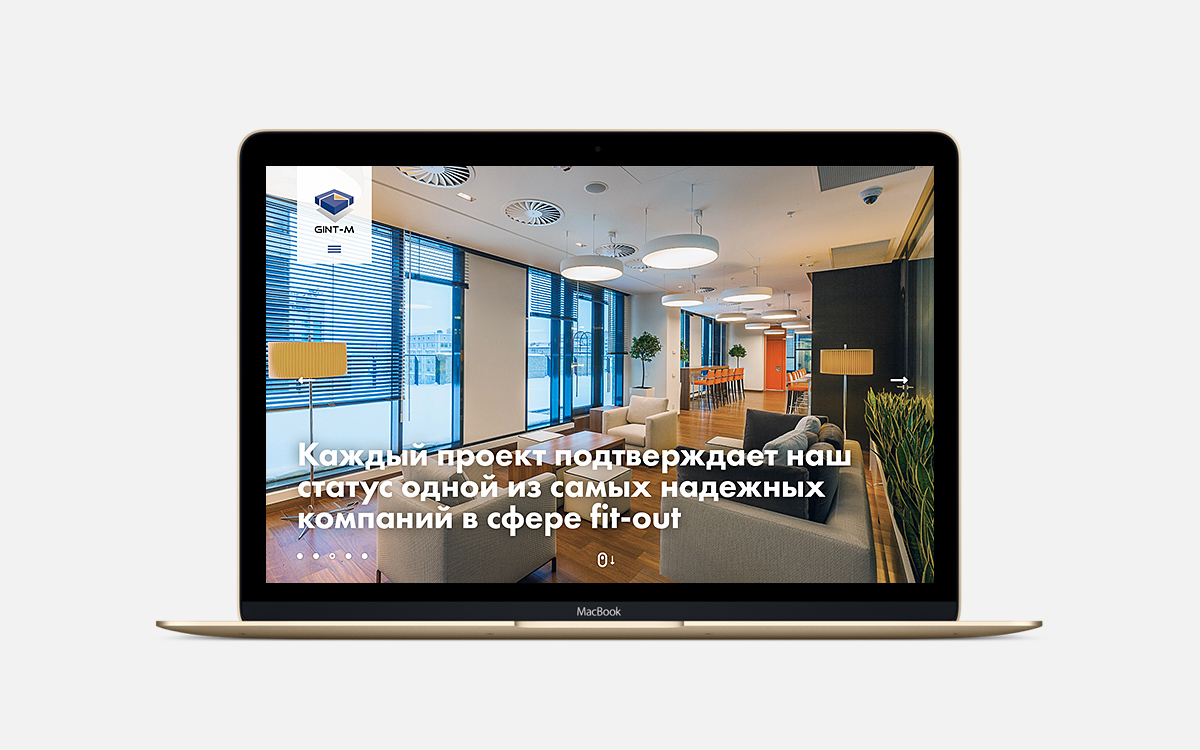 GINT-M
Каждый проект подтверждает наш
статус одной из самых надежных
компаний в сфере fit-out
MacBook